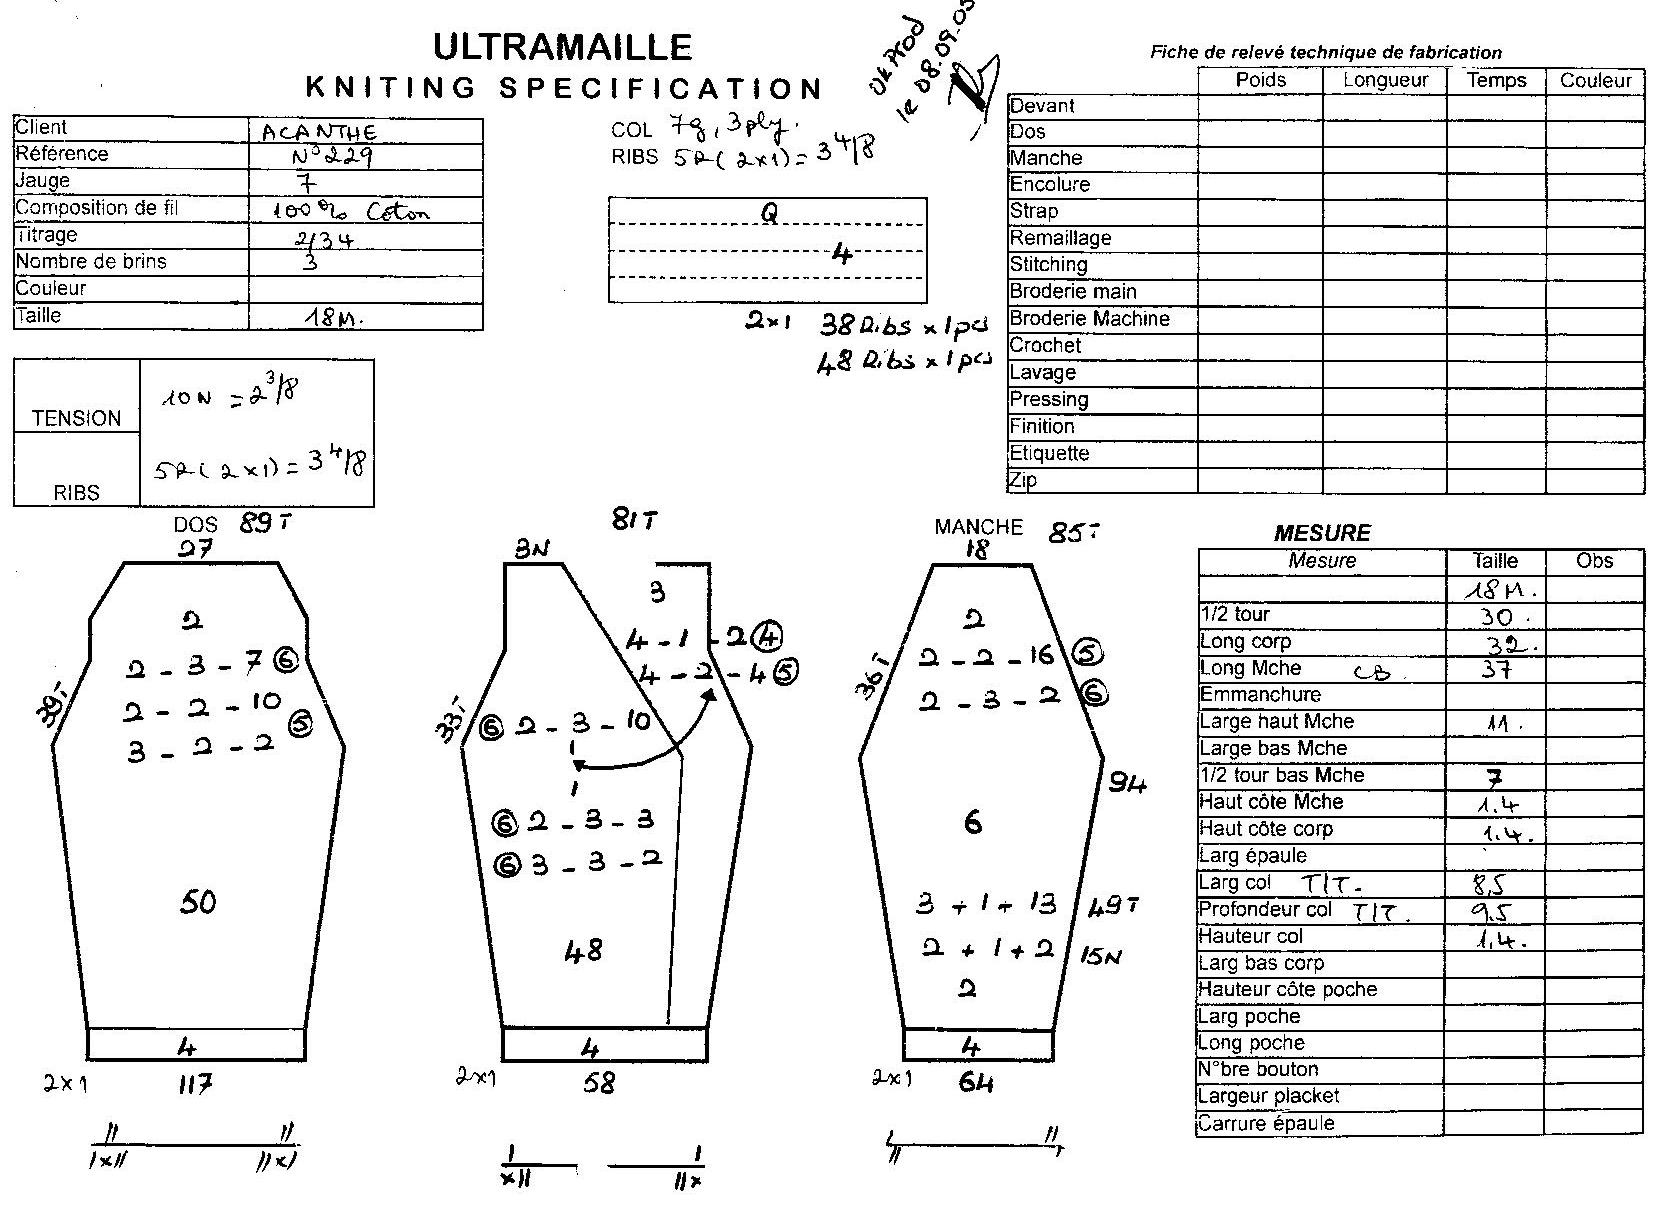 ULTRAMAILLE
KNITING SPECIFICATION
OK Prod
le 08.09.05
Client ACANTHE
Référence N° 229
Jauge 7
Composition de fil 100% Coton
Titrage 2/34
Nombre de brins 3
Couleur
Taille 18M.
COL 7g, 3ply.
RIBS 5R(2x1)=3 4/8
Q
4
2x1 38 Ribs x 1pcs
48 Ribs x 1pcs
TENSION 10N = 2 3/8
RIBS 5R(2x1)=3 4/8
Fiche de relevé technique de fabrication
Poids Longueur Temps Couleur
Devant
Dos
Manche
Encolure
Strap
Remaillage
Stitching
Broderie main
Broderie Machine
Crochet
Lavage
Pressing
Finition
Etiquette
Zip
DOS 89T
27
2
2 - 3 - 7 6
2 - 2 - 10
3 - 2 - 2 5
39T
50
4
2x1 117
11 11
1x11 11x1
81T
3N
3
4 - 1 - 2 4
4 - 2 - 4 5
33T
6 2 - 3 - 10
1
1
6 2 - 3 - 3
6 3 - 3 - 2
48
4
2x1 58
1 1
x11 11x
MANCHE 85T
18
2
2 - 2 - 16 5
2 - 3 - 2 6
36T
94
6
3 + 1 + 13 49T
2 + 1 + 2 15N
2
4
2x1 64
11
11
MESURE
Mesure Taille Obs
18M.
1/2 tour 30.
Long corp 32.
Long Mche CB 37
Emmanchure
Large haut Mche 11.
Large bas Mche
1/2 tour bas Mche 7
Haut côte Mche 1.4
Haut côte corp 1.4.
Larg épaule
Larg col T/T. 8,5
Profondeur col T/T. 9.5
Hauteur col 1,4.
Larg bas corp
Hauteur côte poche
Larg poche
Long poche
N°bre bouton
Largeur placket
Carrure épaule